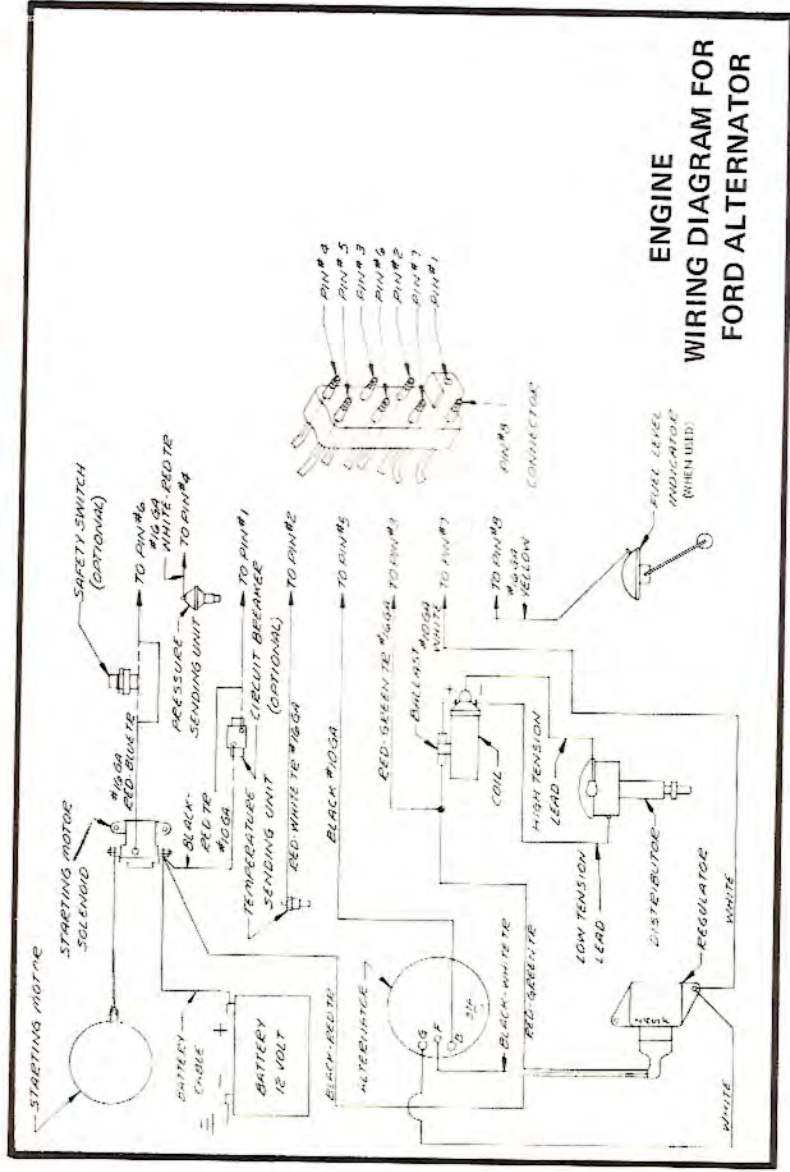 STARTING MOTOR
STARTING MOTOR
SOLENOID
#16 GA
RED-BLUE TR
SAFETY SWITCH
(OPTIONAL)
TO PIN#6
#16 GA
WHITE-RED TR
TO PIN#4
PRESSURE
SENDING UNIT
BATTERY
CABLE
BATTERY
12 VOLT
+
-
BLACK-
RED TR
#10GA
TO PIN#1
CIRCUIT BREAKER
(OPTIONAL)
TEMPERATURE
SENDING UNIT
RED-WHITE TR #16GA
TO PIN#2
BLACK-RED TR
BLACK #10GA
TO PIN#5
ALTERNATOR
G
F
B
BLACK-WHITE TR
RED-GREEN TR
RED-GREEN TR #16GA
TO PIN#3
BALLAST
#10GA
WHITE
TO PIN#7
+
-
COIL
TO PIN#8
#16GA
YELLOW
HIGH TENSION
LEAD
LOW TENSION
LEAD
DISTRIBUTOR
REGULATOR
WHITE
WHITE
FUEL LEVEL
INDICATOR
(WHEN USED)
PIN#4
PIN#5
PIN#3
PIN#6
PIN#2
PIN#7
PIN#1
PIN#8
CONNECTOR
ENGINE
WIRING DIAGRAM FOR
FORD ALTERNATOR